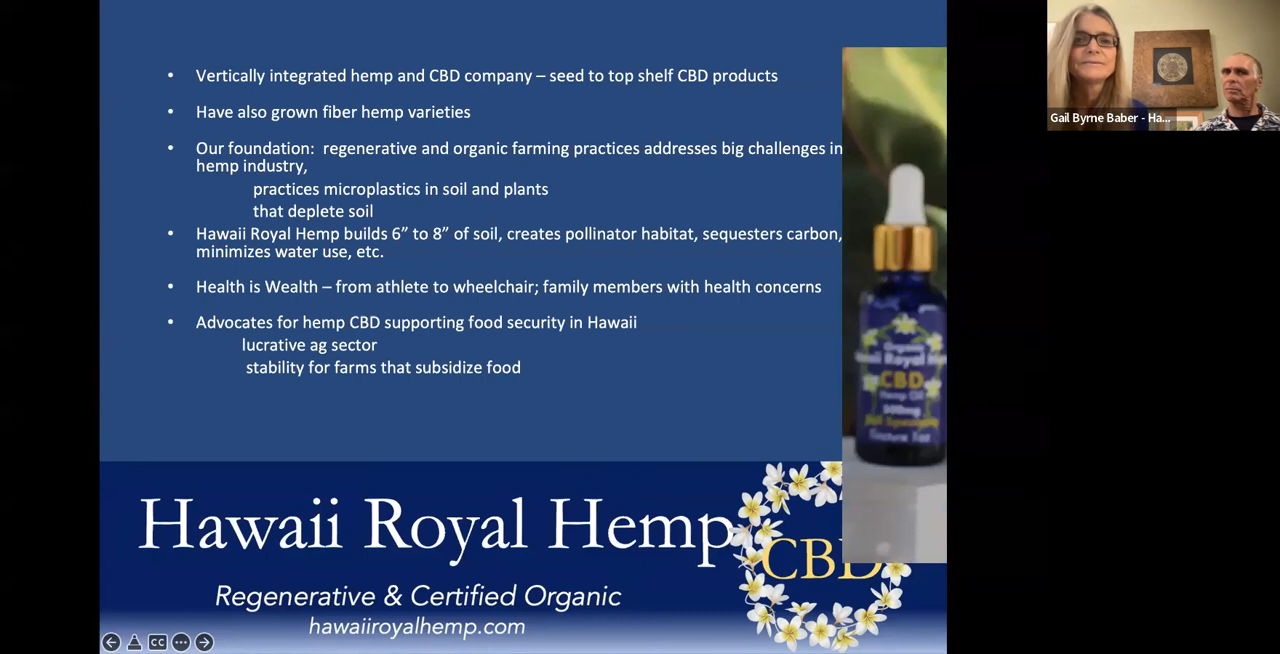 • Vertically integrated hemp and CBD company – seed to top shelf CBD products
• Have also grown fiber hemp varieties
• Our foundation:  regenerative and organic farming practices addresses big challenges in
hemp industry,
practices microplastics in soil and plants
that deplete soil
• Hawaii Royal Hemp builds 6” to 8” of soil, creates pollinator habitat, sequesters carbon,
minimizes water use, etc.
• Health is Wealth – from athlete to wheelchair; family members with health concerns
• Advocates for hemp CBD supporting food security in Hawaii
lucrative ag sector
stability for farms that subsidize food
Organic
CBD
Hemp Oil
Hawaii Royal Hemp
CBD
Regenerative & Certified Organic
hawaiiroyalhemp.com
CC
Gail Byrne Baber - Ha...